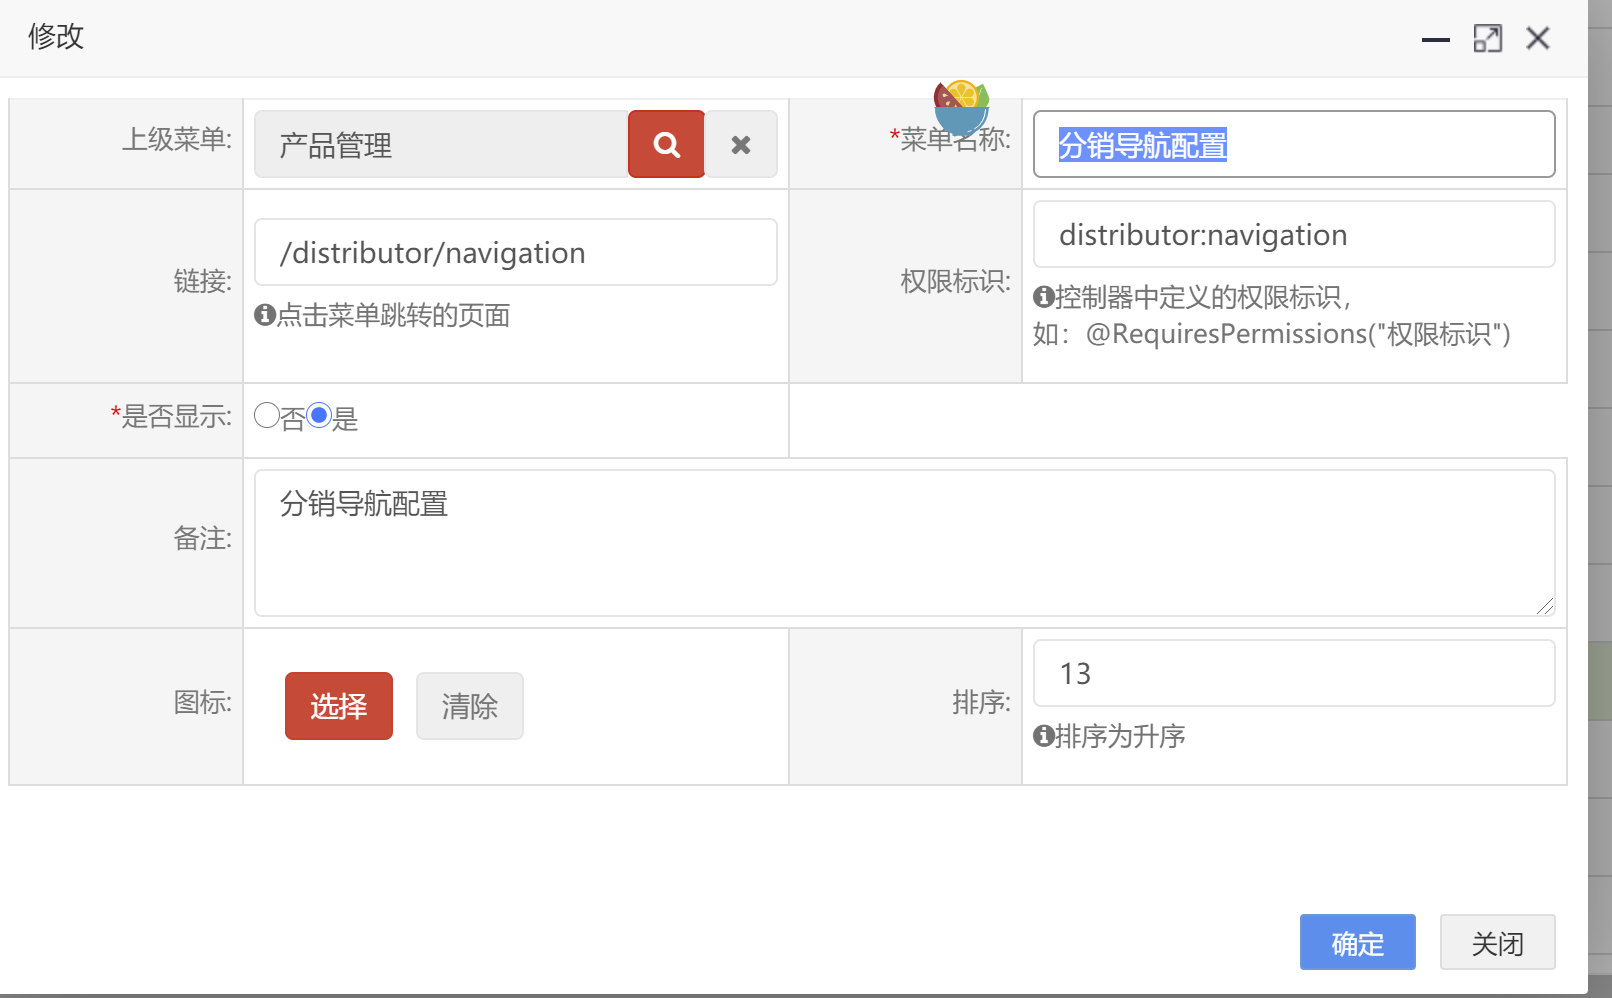 修改
上级菜单:
产品管理
*菜单名称:
分销导航配置
链接:
/distributor/navigation
点击菜单跳转的页面
权限标识:
distributor:navigation
控制器中定义的权限标识，
如：@RequiresPermissions("权限标识")
*是否显示:
否 是
备注:
分销导航配置
图标:
选择 清除
排序:
13
排序为升序
确定 关闭